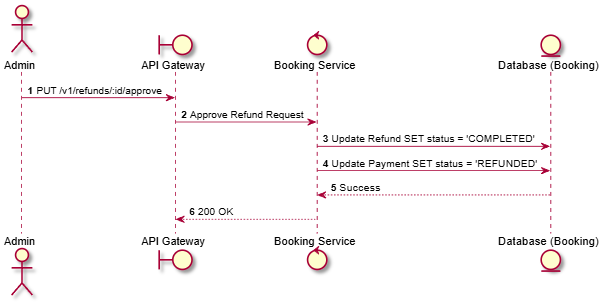 Admin
API Gateway
Booking Service
Database (Booking)
1 PUT /v1/refunds/:id/approve
2 Approve Refund Request
3 Update Refund SET status = 'COMPLETED'
4 Update Payment SET status = 'REFUNDED'
5 Success
6 200 OK
Admin
API Gateway
Booking Service
Database (Booking)